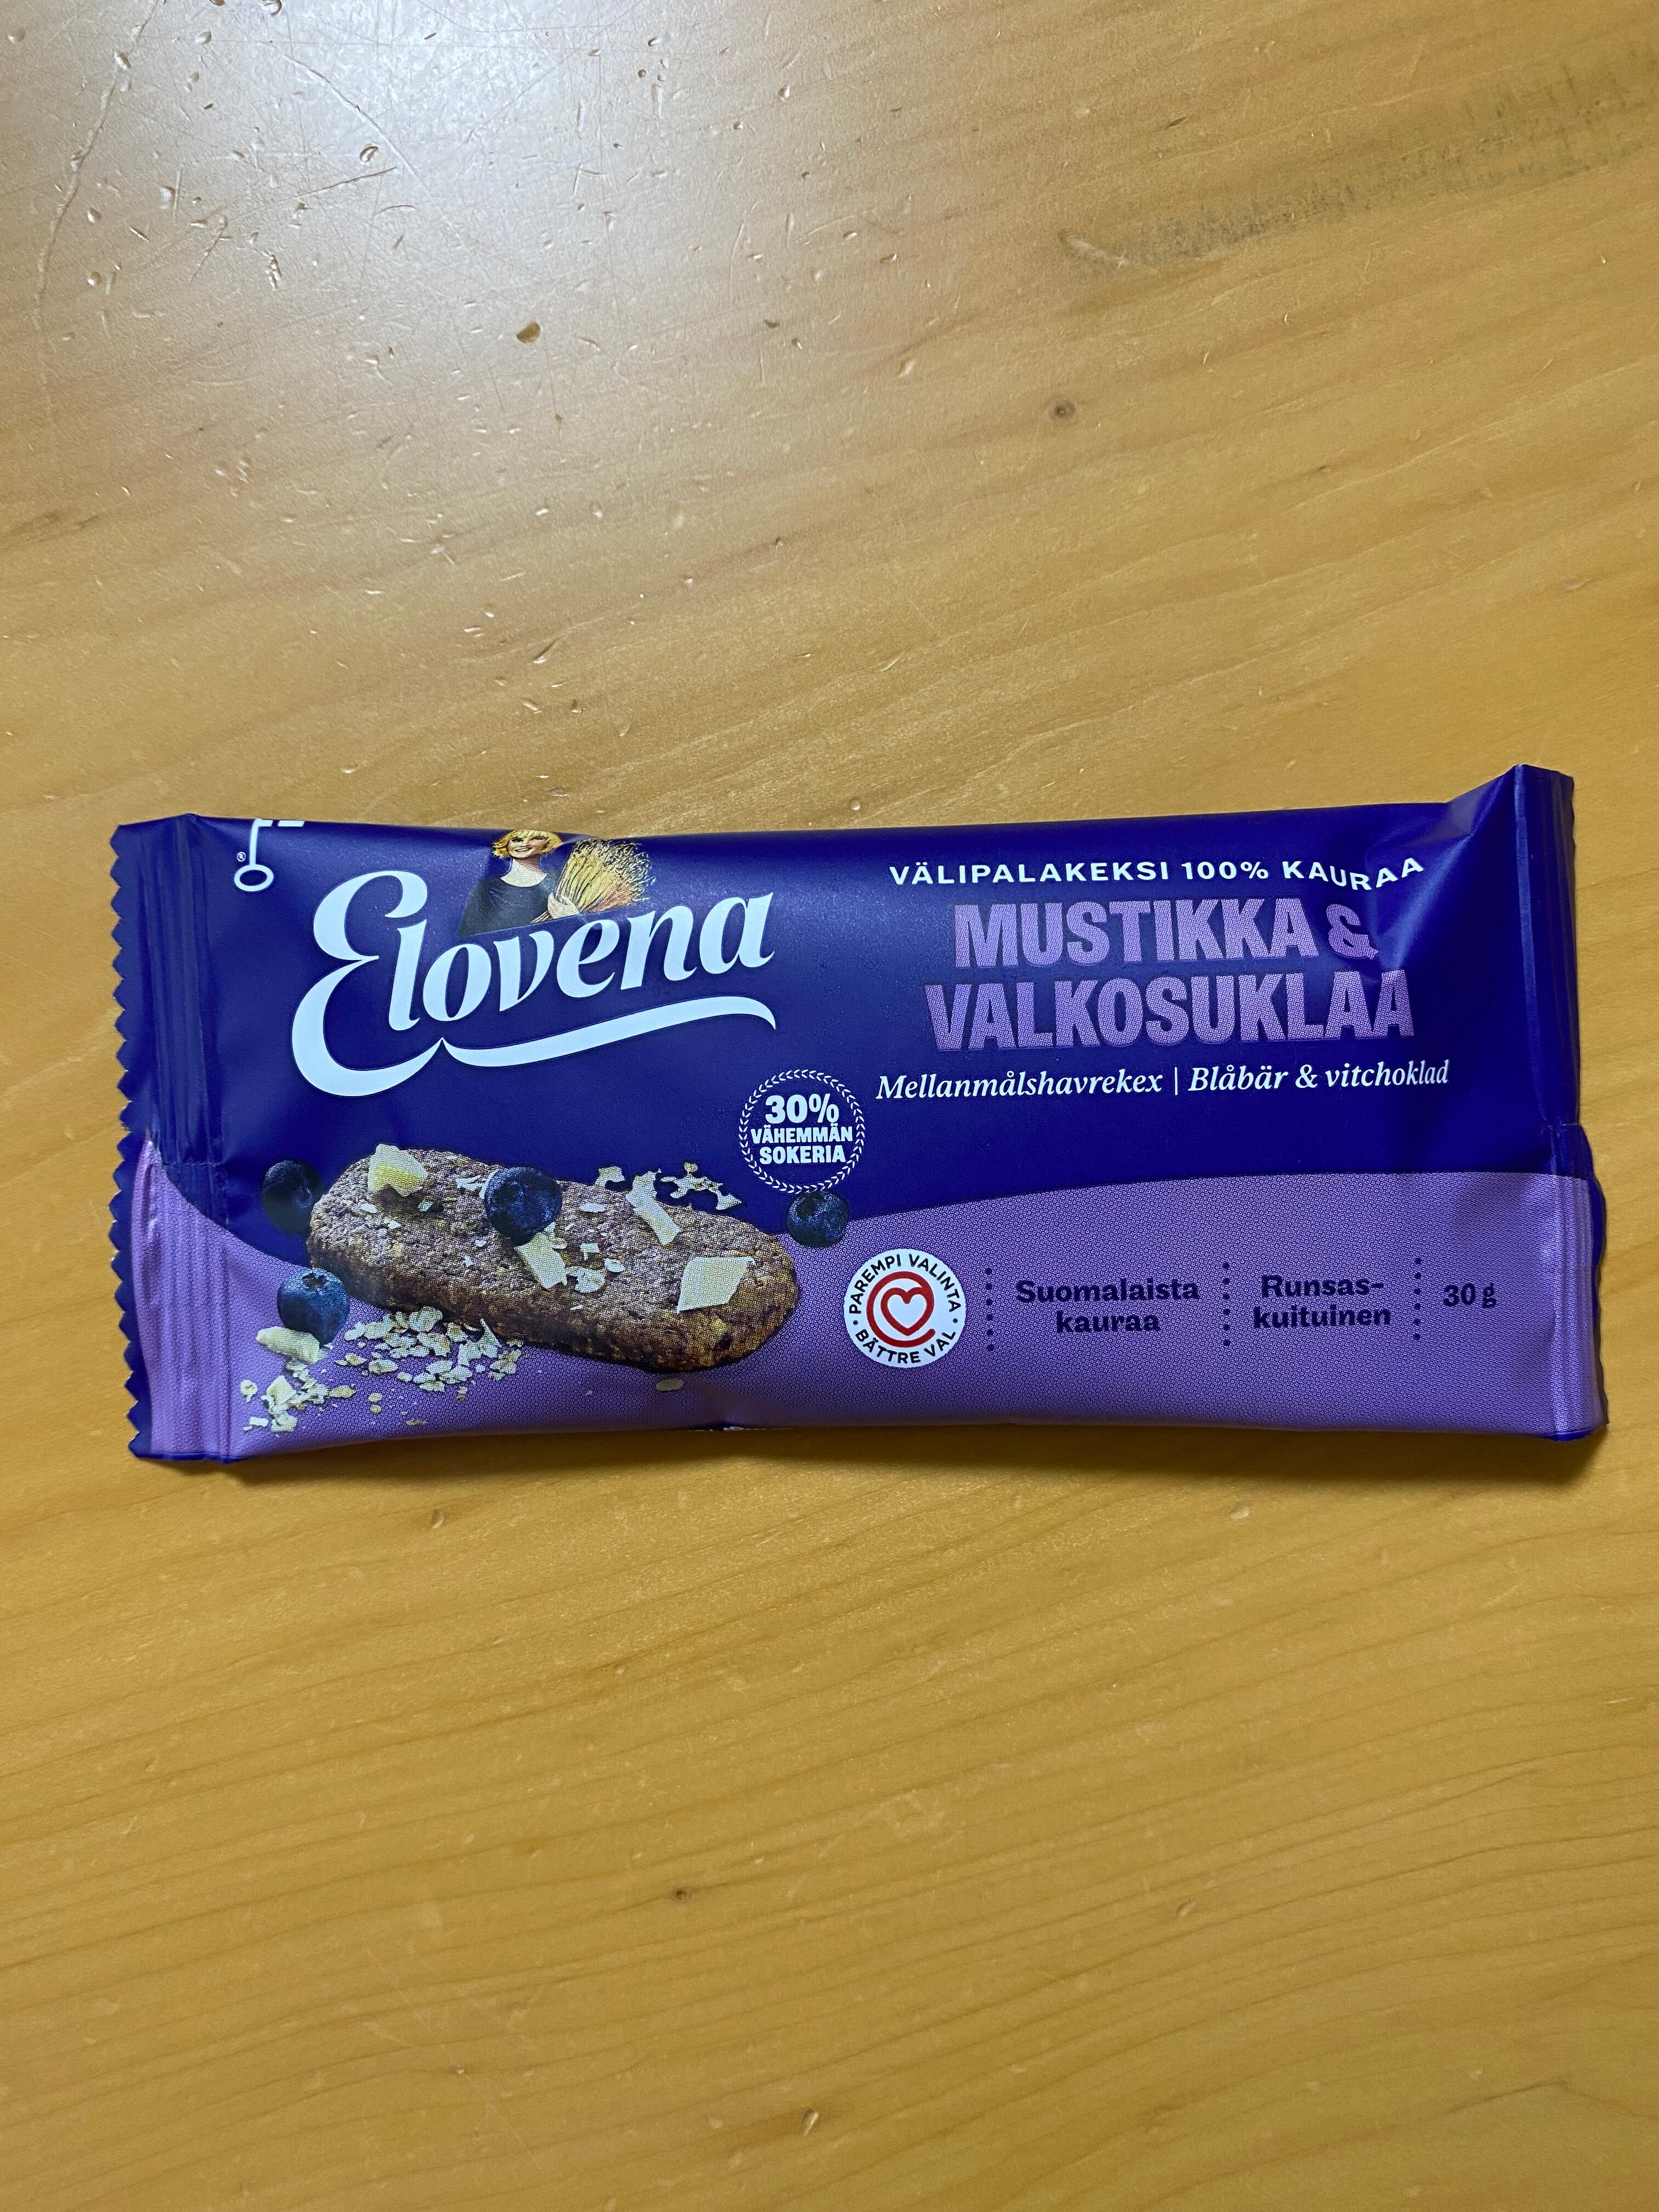 ®
Elovena
VÄLIPALAKEKSI 100% KAURAA
MUSTIKKA &
VALKOSUKLAA
Mellanmålshavrekex | Blåbär & vitchoklad
30%
VÄHEMMÄN
SOKERIA
PAREMPI VALINTA
BÄTTRE VAL
Suomalaista
kauraa
Runsas-
kuituinen
30 g